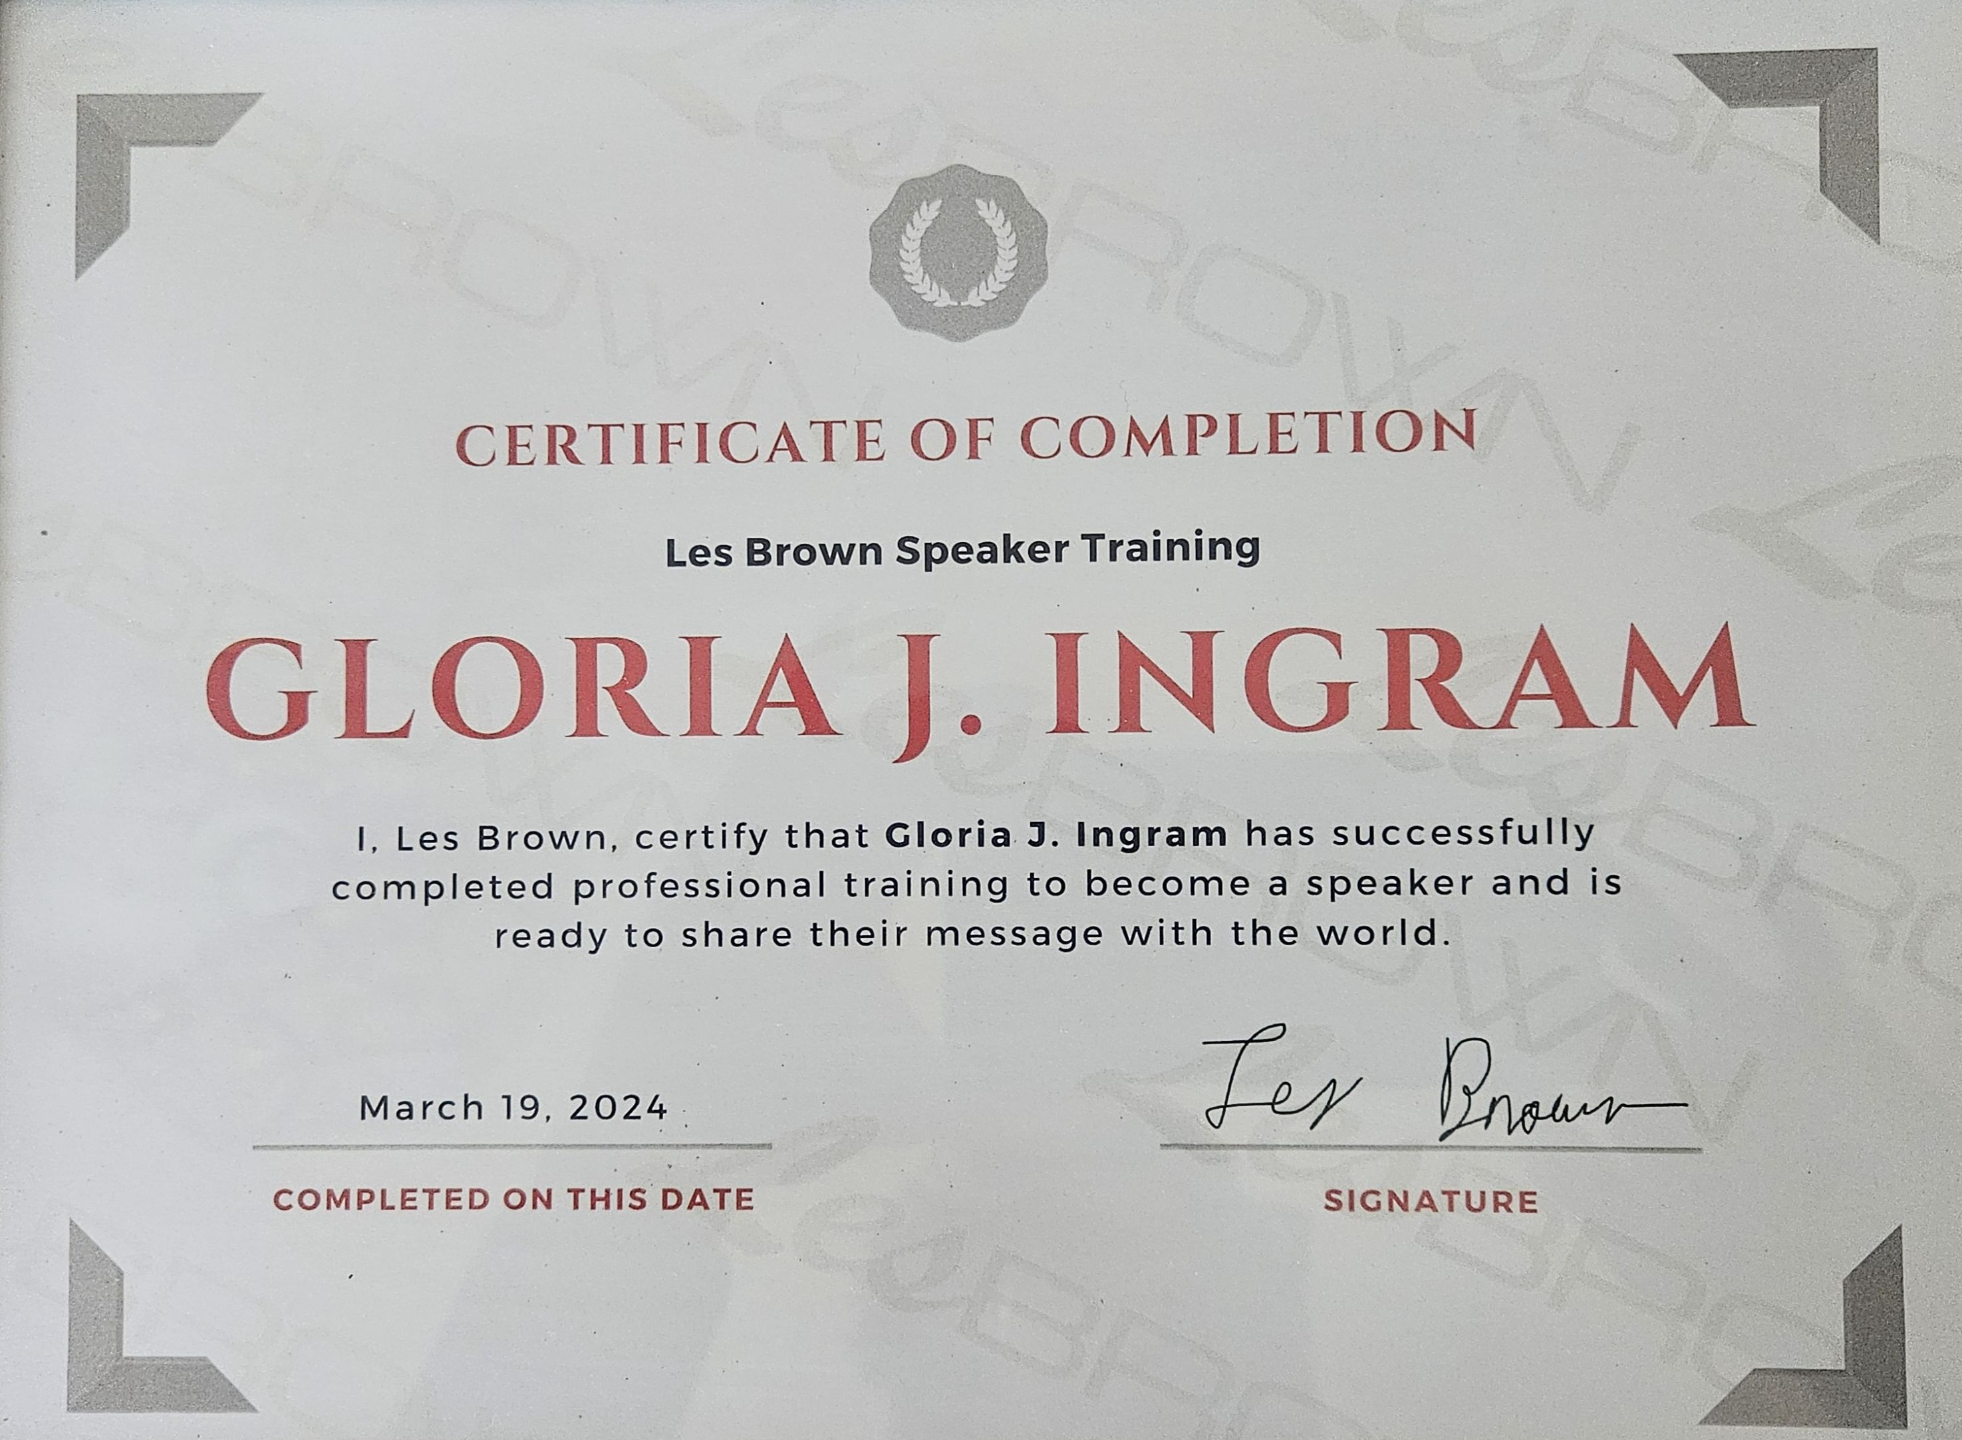 CERTIFICATE OF COMPLETION
Les Brown Speaker Training
GLORIA J. INGRAM
I, Les Brown, certify that Gloria J. Ingram has successfully
completed professional training to become a speaker and is
ready to share their message with the world.
March 19, 2024
Les Brown
COMPLETED ON THIS DATE
SIGNATURE